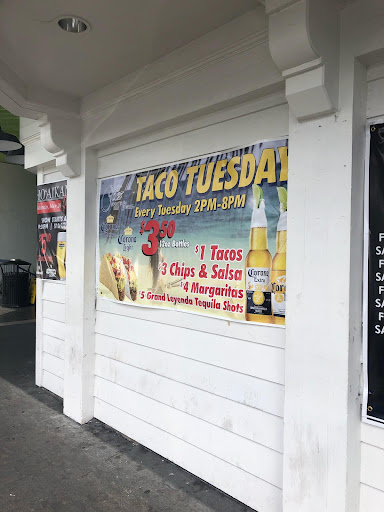 TACO TUESDAY
Every Tuesday 2PM-8PM
$3.50
12oz Bottles
$1 Tacos
$3 Chips & Salsa
$4 Margaritas
$5 Grand Leyenda Tequila Shots
Corona
Corona
Extra
Corona
Extra